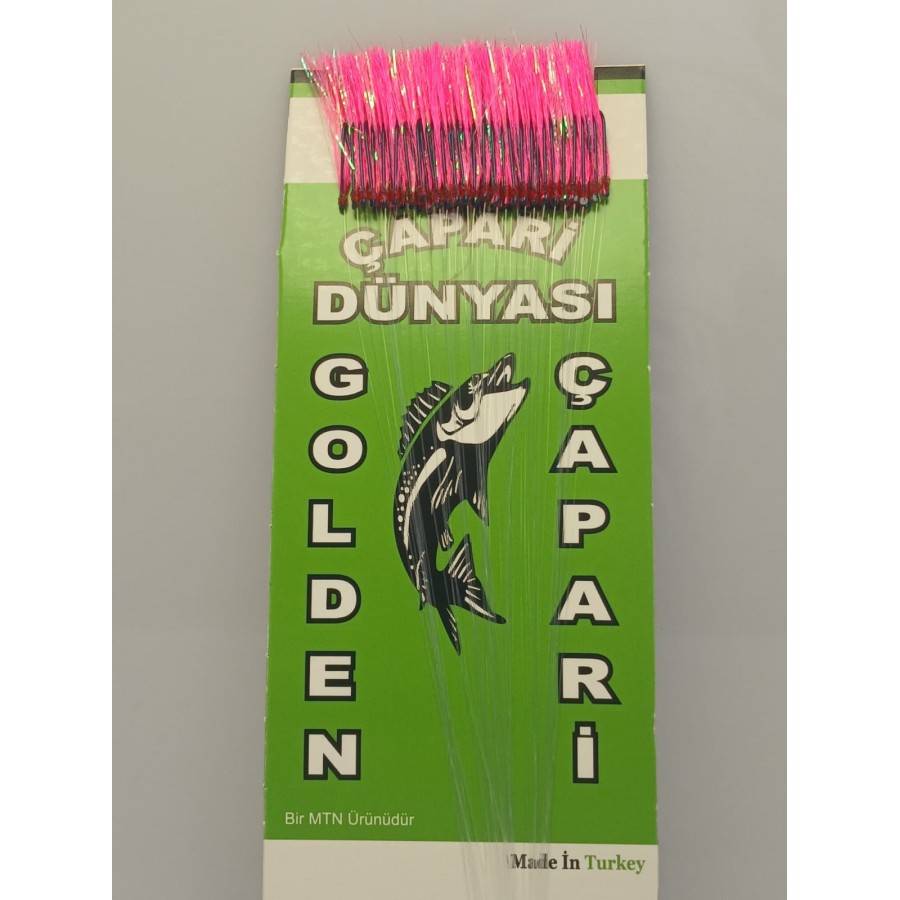 ÇAPARİ
DÜNYASI
GOLDEN
ÇAPARİ
Bir MTN Ürünüdür
Made İn Turkey